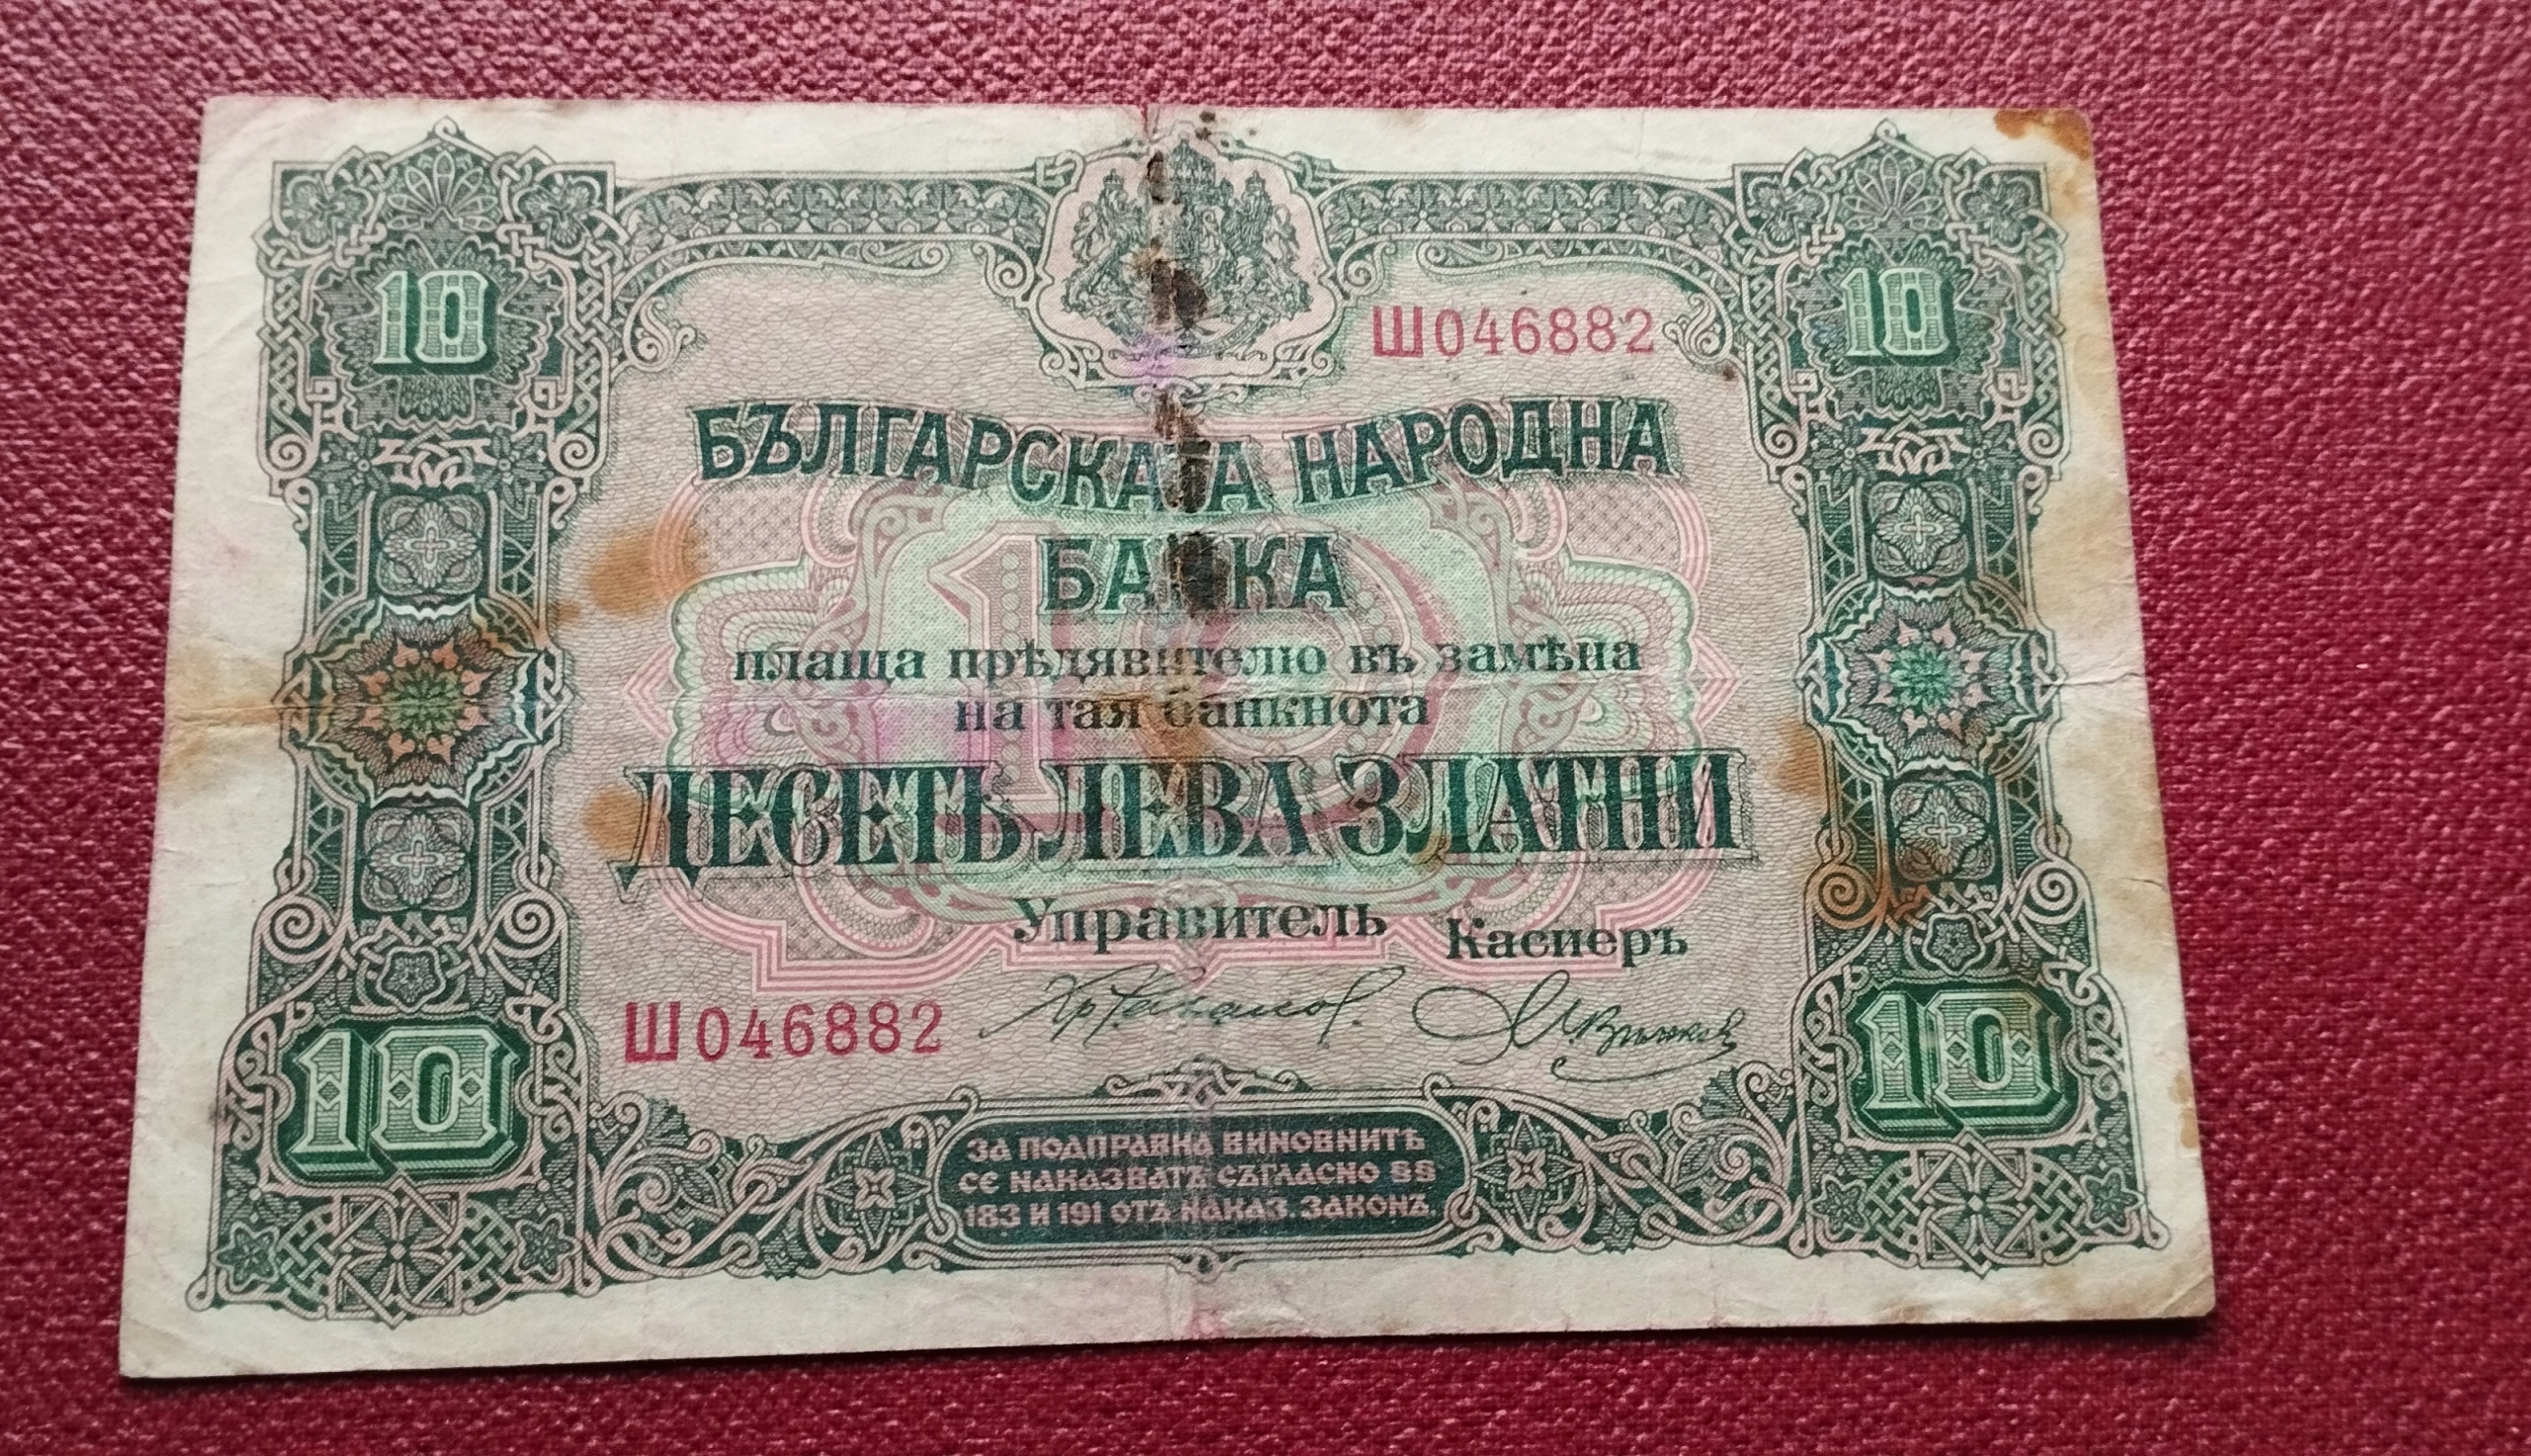 10
10
Ш046882
БЪЛГАРСКАТА НАРОДНА
БАНКА
плаща прѣдявителю въ замѣна
на тая банкнота
ДЕСЕТЬ ЛЕВА ЗЛАТНИ
Управитель
Касиеръ
Ш046882
10
10
ЗА ПОДПРАВКА ВИНОВНИТѢ
СЕ НАКАЗВАТЪ СЪГЛАСНО §§
183 И 191 ОТЪ НАКАЗ. ЗАКОНЪ.